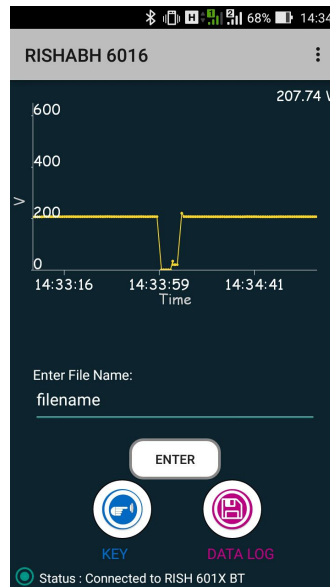 68% 14:34
RISHABH 6016
207.74 V
600
400
V
200
0
14:33:16 14:33:59 14:34:41
Time
Enter File Name:
filename
ENTER
KEY DATA LOG
Status : Connected to RISH 601X BT